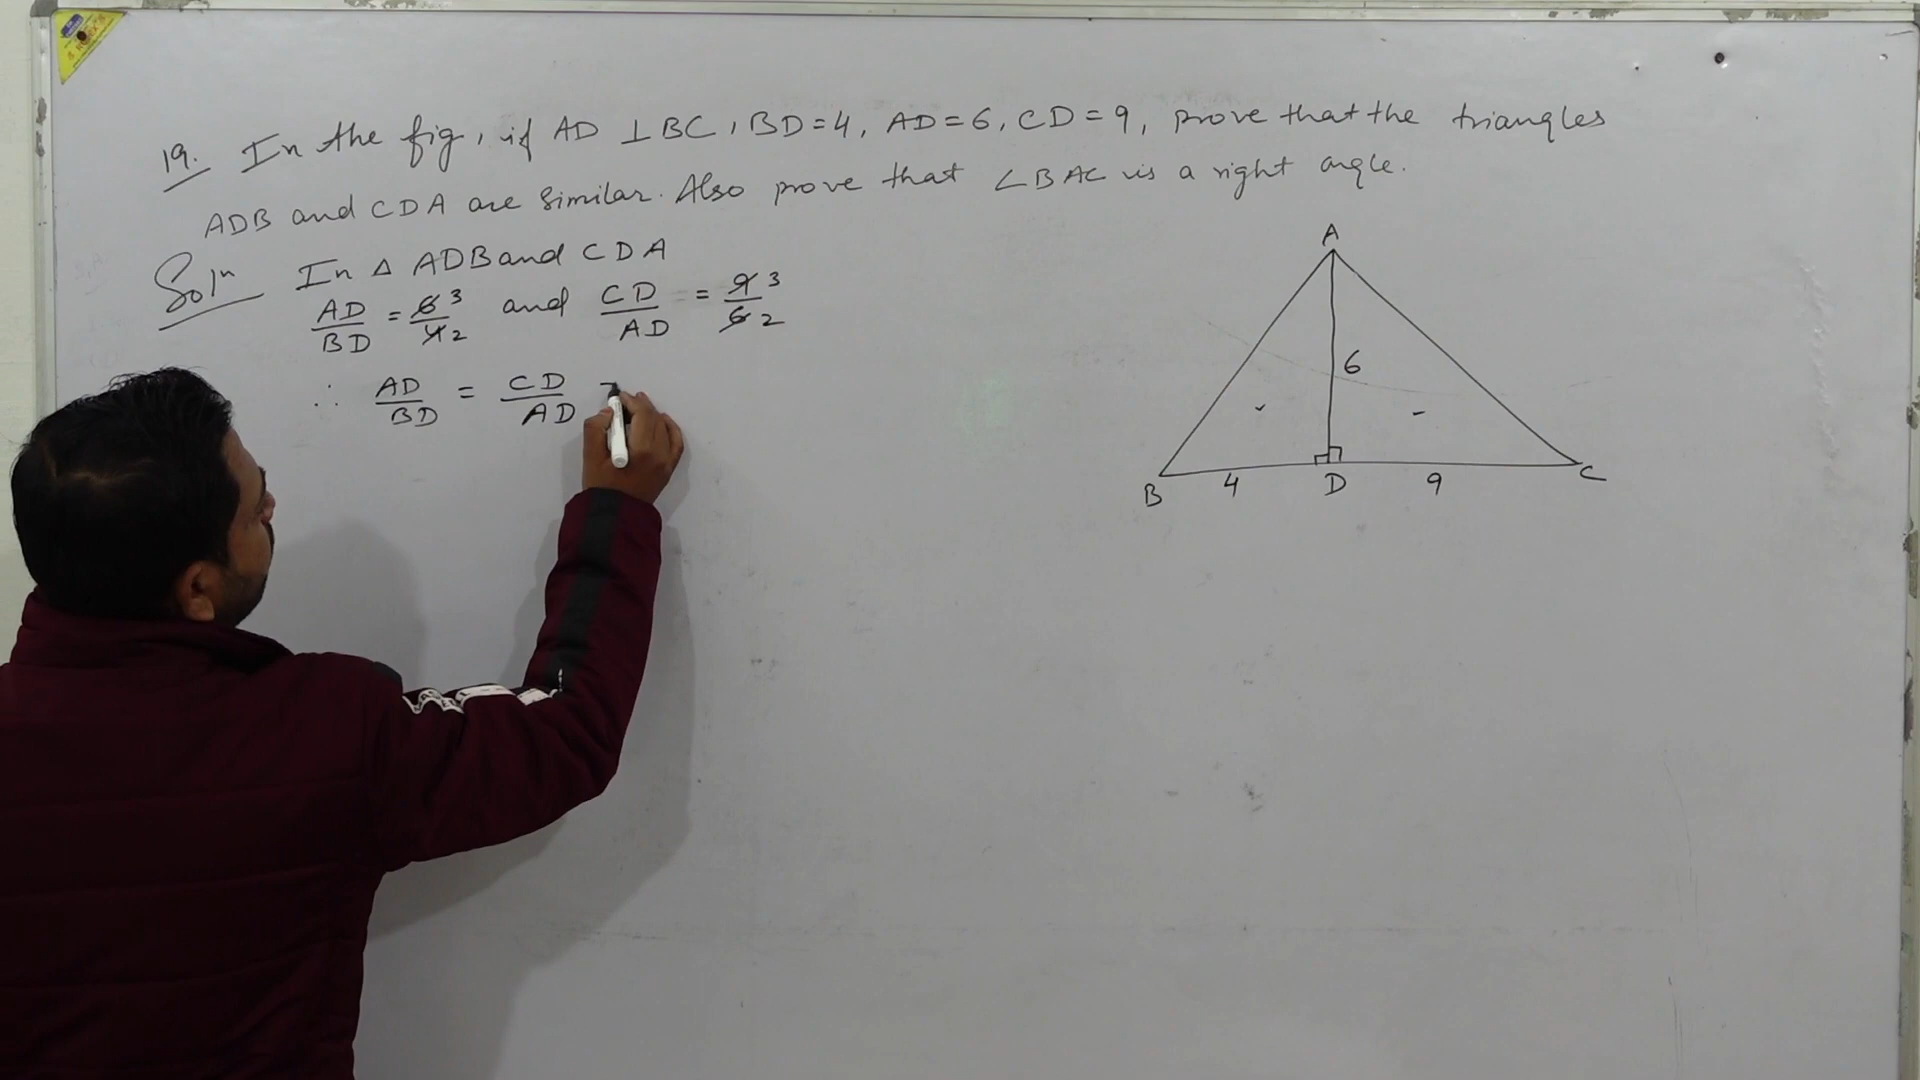 19. In the fig, if AD ⊥ BC, BD=4, AD=6, CD=9, prove that the triangles
ADB and CDA are similar. Also prove that ∠BAC is a right angle.
Soln In Δ ADB and CDA
AD/BD = 6/4 3/2 and CD/AD = 9/6 3/2
∴ AD/BD = CD/AD
A
6
B 4 D 9 C